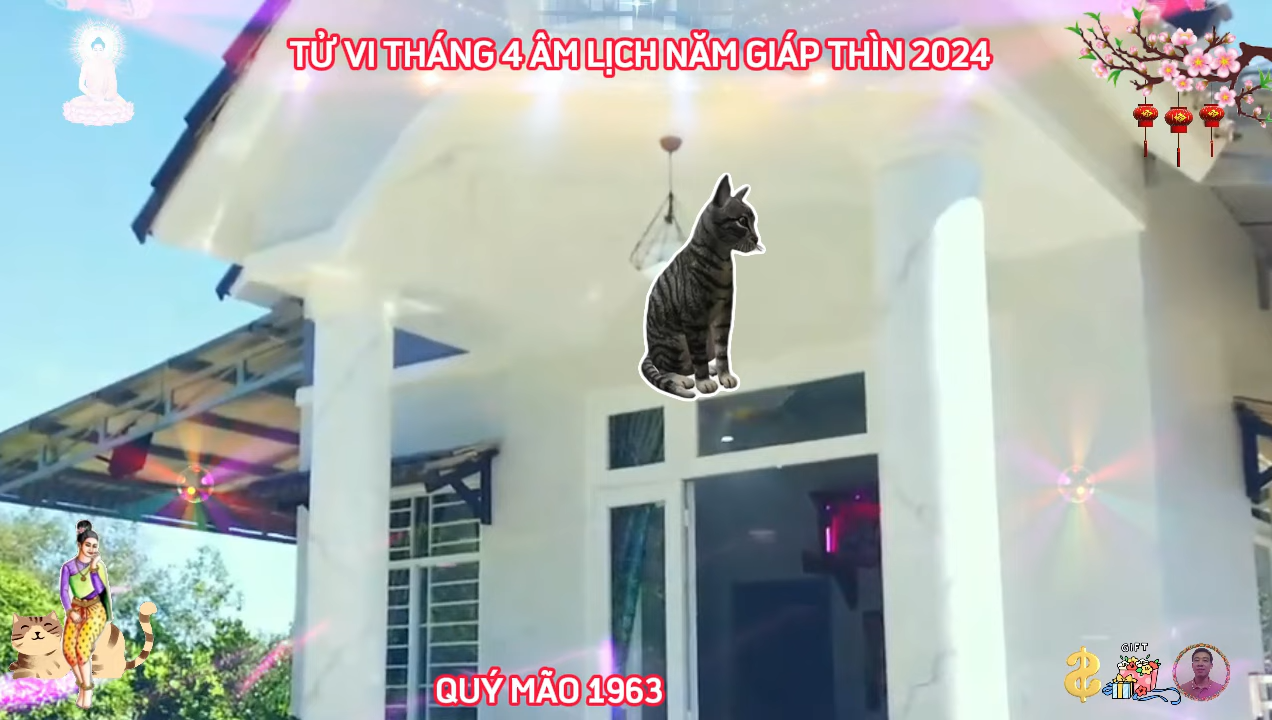 TỬ VI THÁNG 4 ÂM LỊCH NĂM GIÁP THÌN 2024
GIFT
QUÝ MÃO 1963